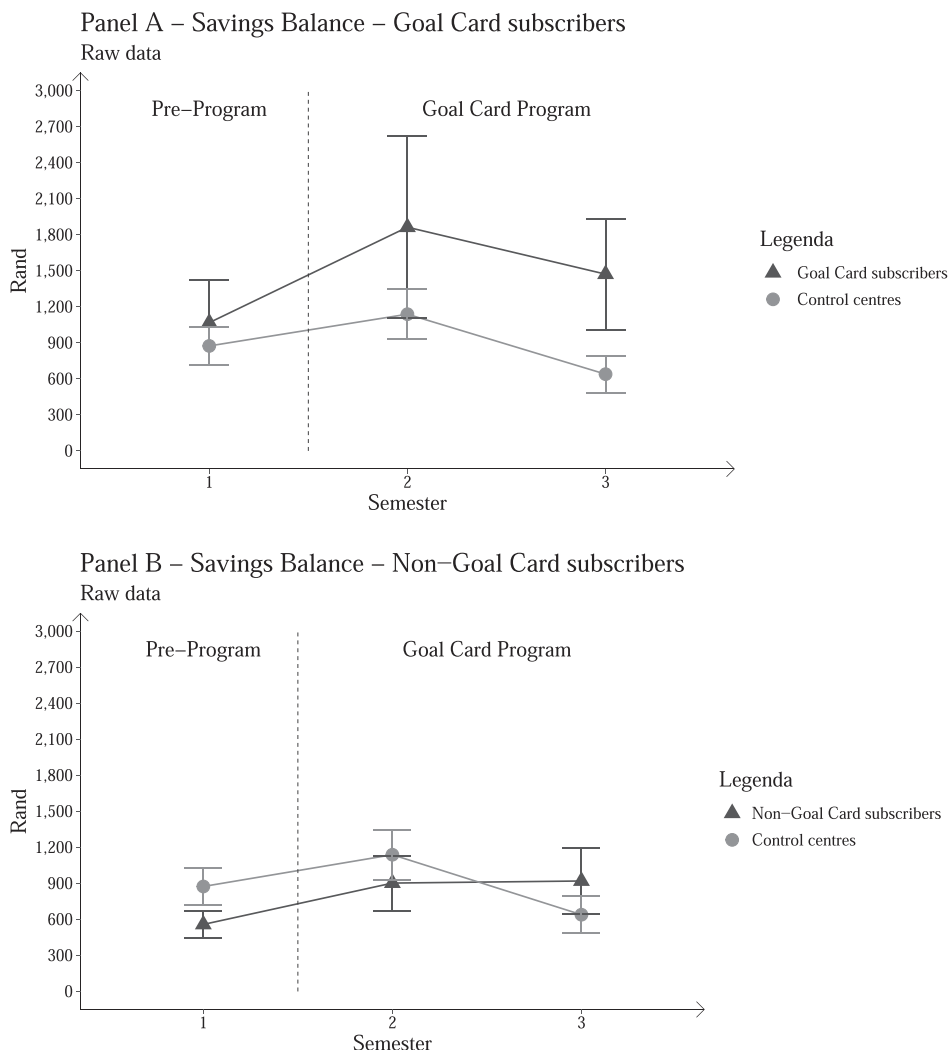 Panel A – Savings Balance – Goal Card subscribers
Raw data
3,000
2,700
2,400
2,100
1,800
1,500
1,200
900
600
300
0
Rand
Pre–Program
Goal Card Program
1
2
3
Semester
Legenda
Goal Card subscribers
Control centres
Panel B – Savings Balance – Non–Goal Card subscribers
Raw data
3,000
2,700
2,400
2,100
1,800
1,500
1,200
900
600
300
0
Rand
Pre–Program
Goal Card Program
1
2
3
Semester
Legenda
Non–Goal Card subscribers
Control centres